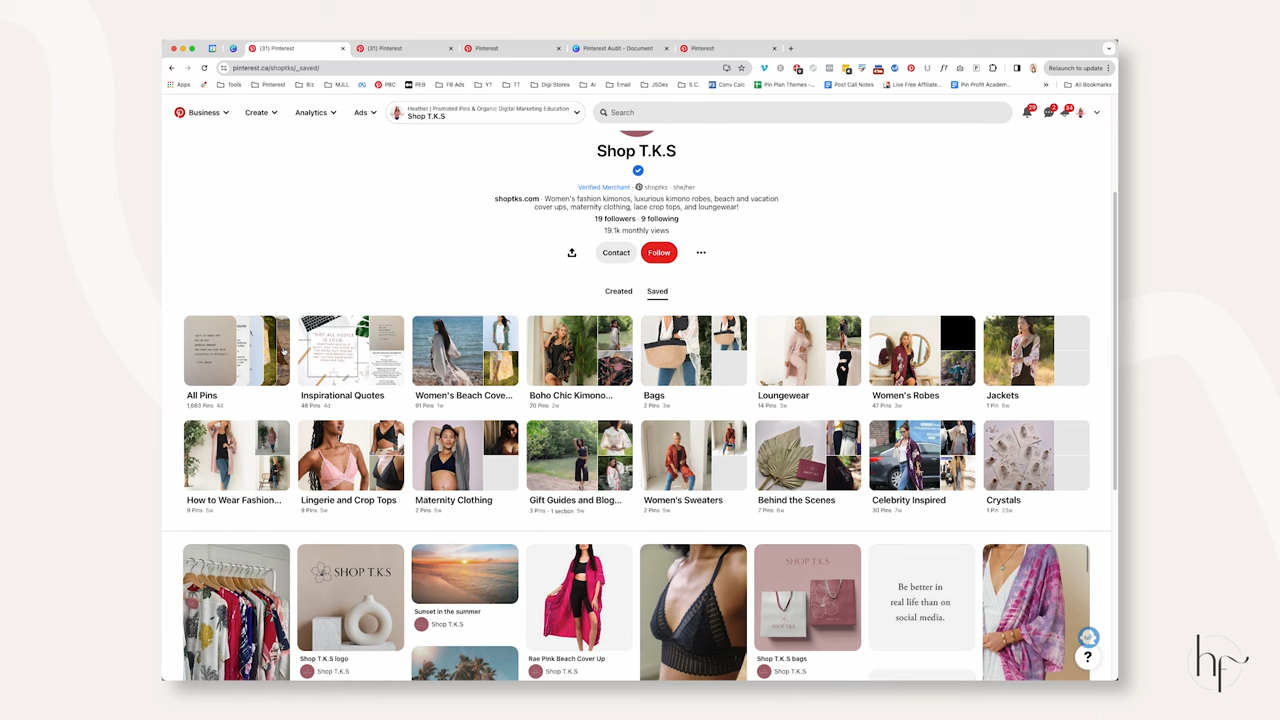 (31) Pinterest
(31) Pinterest
Pinterest
Pinterest Audit - Document
Pinterest
pinterest.ca/shoptks/_saved/
Relaunch to update
Apps
Tools
Pinterest
Biz
MJLL
PBC
PEB
FB Ads
YT
TT
Digi Stores
AI
Email
JSDes
S.C.
Conv Calc
Pin Plan Themes -...
Post Call Notes
Live Free Affiliate...
Pin Profit Academ...
All Bookmarks
Business
Create
Analytics
Ads
Heather | Promoted Pins & Organic Digital Marketing Education
Shop T.K.S
Search
Shop T.K.S
Verified Merchant · shoptks · she/her
shoptks.com · Women's fashion kimonos, luxurious kimono robes, beach and vacation
cover ups, maternity clothing, lace crop tops, and loungewear!
19 followers · 9 following
19.1k monthly views
Contact
Follow
Created
Saved
All Pins
1,683 Pins 4d
Inspirational Quotes
48 Pins 4d
Women's Beach Cove...
91 Pins 1w
Boho Chic Kimono...
20 Pins 2w
Bags
2 Pins 3w
Loungewear
14 Pins 3w
Women's Robes
47 Pins 3w
Jackets
1 Pin 5w
How to Wear Fashion...
9 Pins 5w
Lingerie and Crop Tops
9 Pins 5w
Maternity Clothing
2 Pins 5w
Gift Guides and Blog...
3 Pins · 1 section 5w
Women's Sweaters
2 Pins 5w
Behind the Scenes
7 Pins 6w
Celebrity Inspired
30 Pins 7w
Crystals
1 Pin 23w
SHOP T.K.S
Shop T.K.S logo
Shop T.K.S
Sunset in the summer
Shop T.K.S
Rae Pink Beach Cover Up
Shop T.K.S
SHOP T.K.S
Shop T.K.S bags
Shop T.K.S
Be better in
real life than on
social media.
?
hf